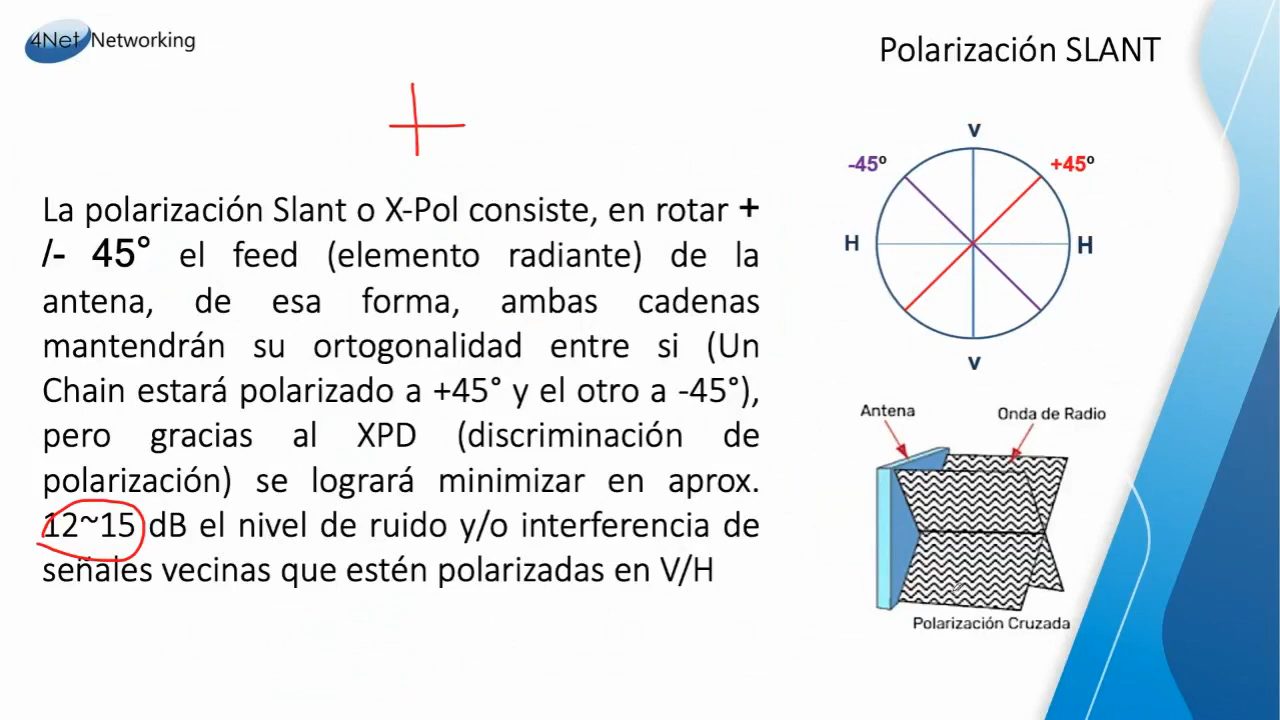 4Net Networking
Polarización SLANT
La polarización Slant o X-Pol consiste, en rotar +
/- 45° el feed (elemento radiante) de la
antena, de esa forma, ambas cadenas
mantendrán su ortogonalidad entre si (Un
Chain estará polarizado a +45° y el otro a -45°),
pero gracias al XPD (discriminación de
polarización) se logrará minimizar en aprox.
12~15 dB el nivel de ruido y/o interferencia de
señales vecinas que estén polarizadas en V/H
V
-45º
+45º
H
H
V
Antena
Onda de Radio
Polarización Cruzada